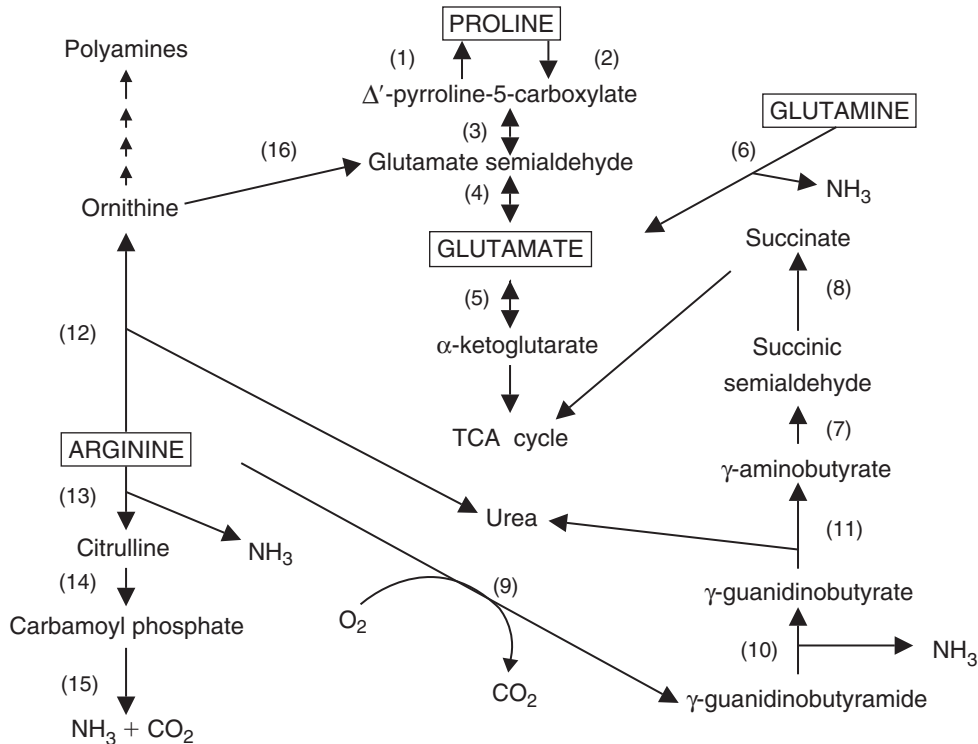 PROLINE
Polyamines
(1)
(2)
Δ′-pyrroline-5-carboxylate
GLUTAMINE
(3)
(6)
(16)
Glutamate semialdehyde
NH3
(4)
Ornithine
Succinate
GLUTAMATE
(5)
(8)
(12)
α-ketoglutarate
Succinic
semialdehyde
TCA cycle
(7)
ARGININE
γ-aminobutyrate
(13)
Urea
(11)
Citrulline
NH3
(14)
(9)
γ-guanidinobutyrate
Carbamoyl phosphate
O2
(10)
NH3
(15)
CO2
γ-guanidinobutyramide
NH3 + CO2